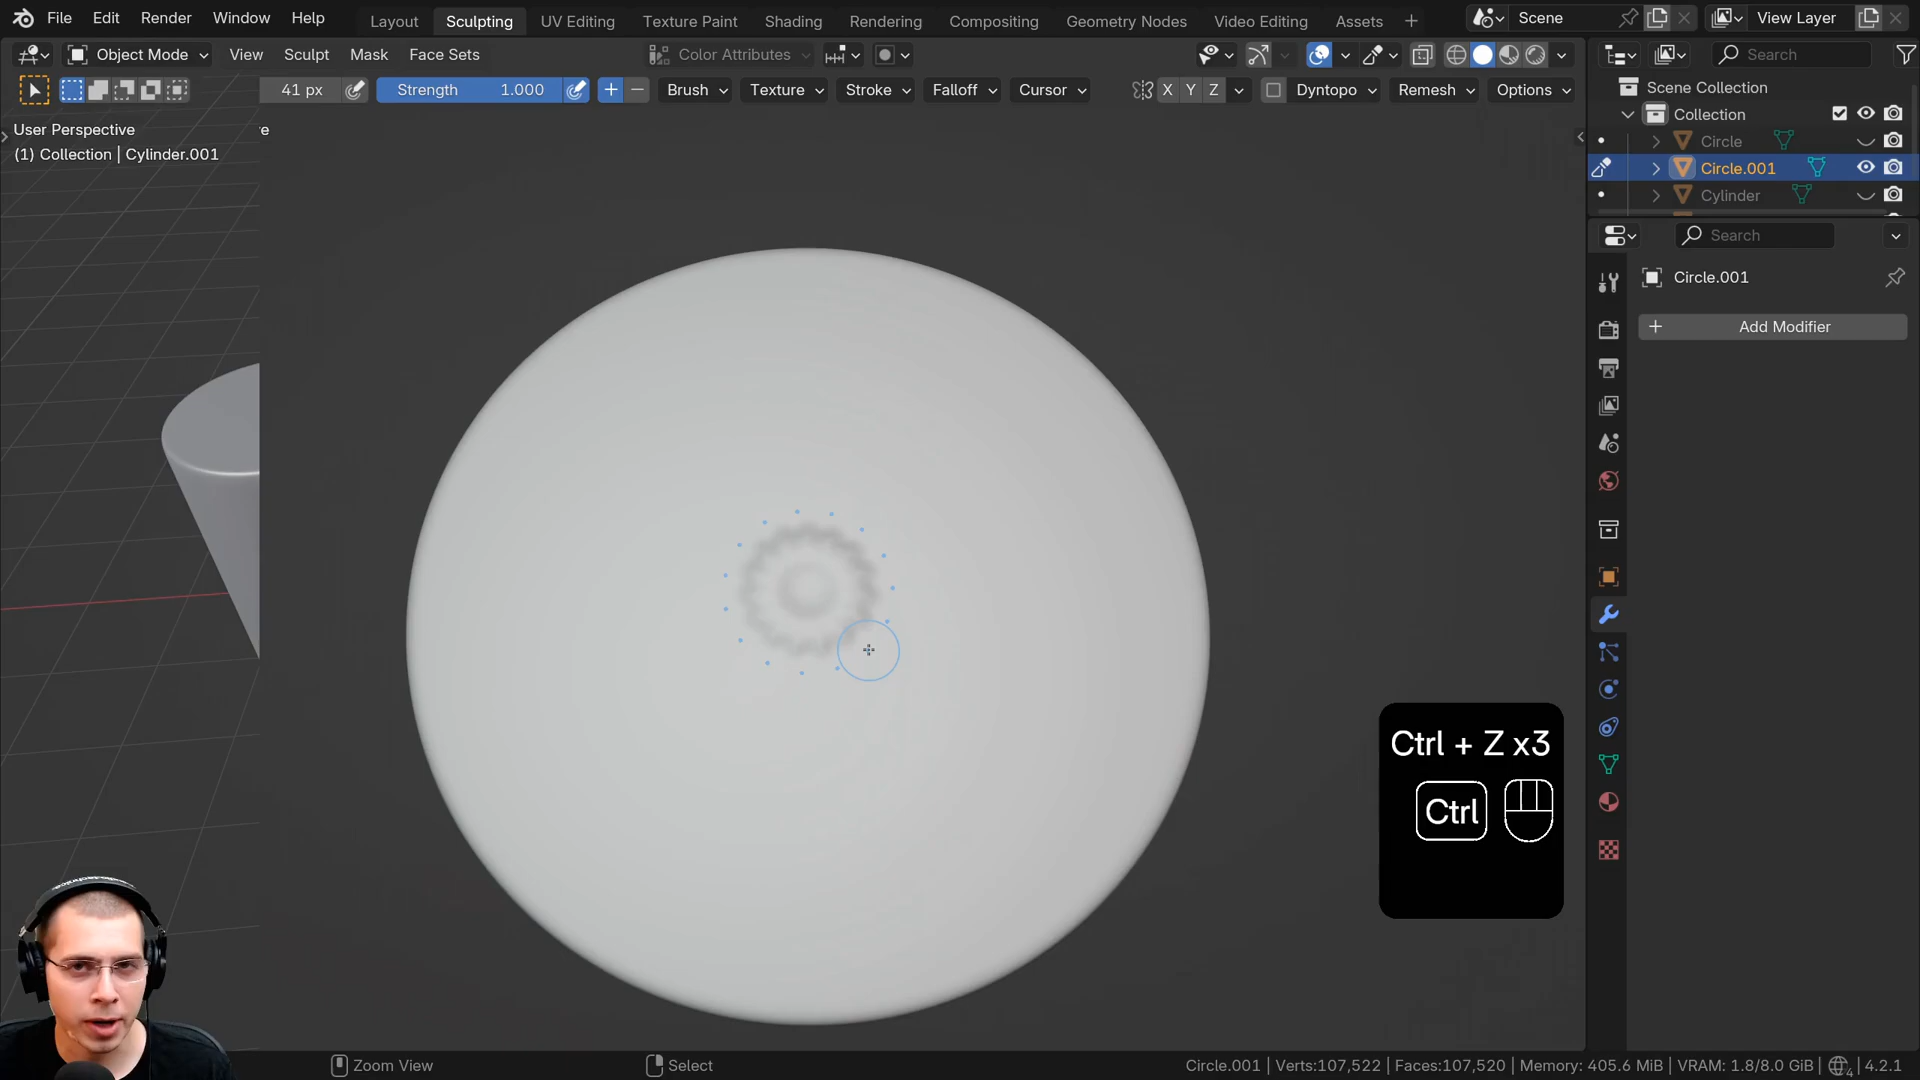 File Edit Render Window Help Layout Sculpting UV Editing Texture Paint Shading Rendering Compositing Geometry Nodes Video Editing Assets + Scene View Layer
Object Mode View Sculpt Mask Face Sets Color Attributes Search
41 px Strength 1.000 Brush Texture Stroke Falloff Cursor X Y Z Dyntopo Remesh Options
Scene Collection
Collection
Circle
Circle.001
Cylinder
User Perspective e
(1) Collection | Cylinder.001
Search
Circle.001
+ Add Modifier
Ctrl + Z x3
Ctrl
Zoom View Select Circle.001 | Verts:107,522 | Faces:107,520 | Memory: 405.6 MiB | VRAM: 1.8/8.0 GiB | 4 4.2.1